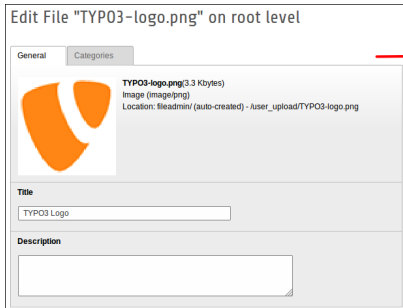 Edit File "TYPO3-logo.png" on root level
General
Categories
TYPO3-logo.png(3.3 Kbytes)
Image (image/png)
Location: fileadmin/ (auto-created) - /user_upload/TYPO3-logo.png
Title
TYPO3 Logo
Description